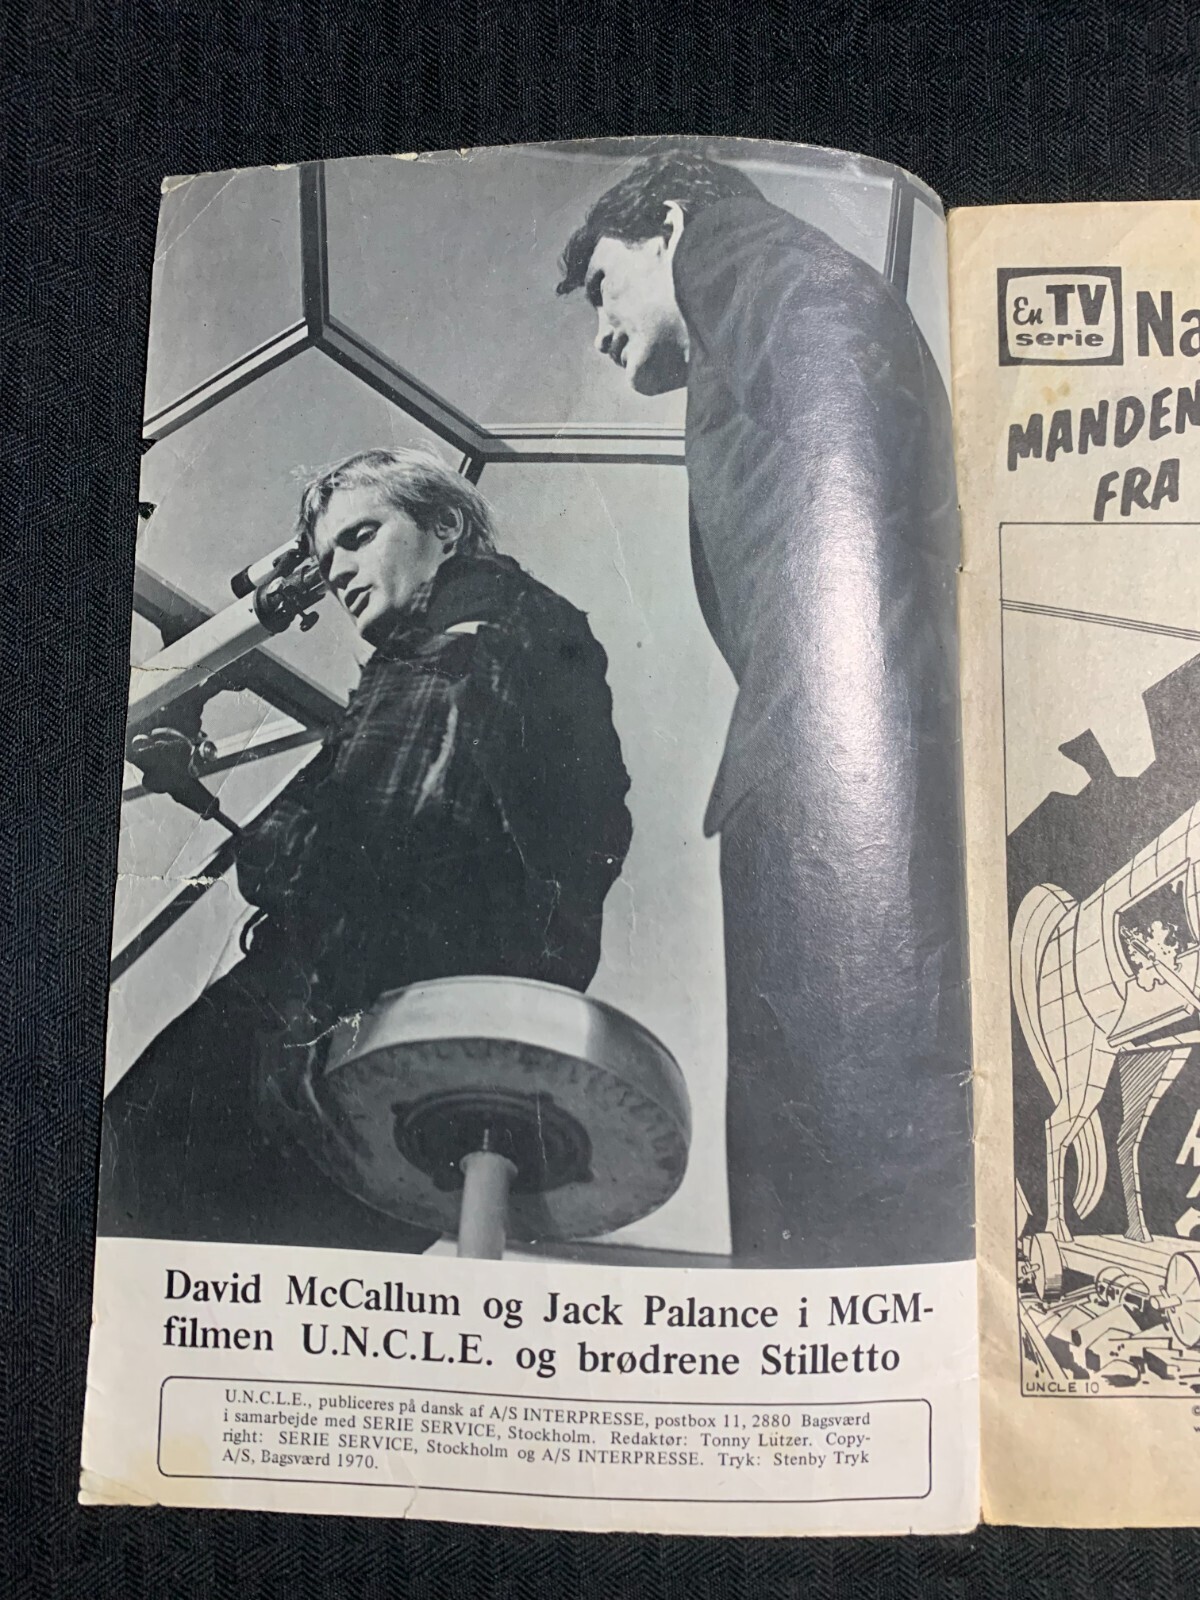 David McCallum og Jack Palance i MGM-
filmen U.N.C.L.E. og brødrene Stilletto
U.N.C.L.E., publiceres på dansk af A/S INTERPRESSE, postbox 11, 2880 Bagsværd
i samarbejde med SERIE SERVICE, Stockholm. Redaktør: Tonny Lützer. Copy-
right: SERIE SERVICE, Stockholm og A/S INTERPRESSE. Tryk: Stenby Tryk
A/S, Bagsværd 1970.
En TV
serie
Na
MANDEN
FRA
UNCLE 10
©